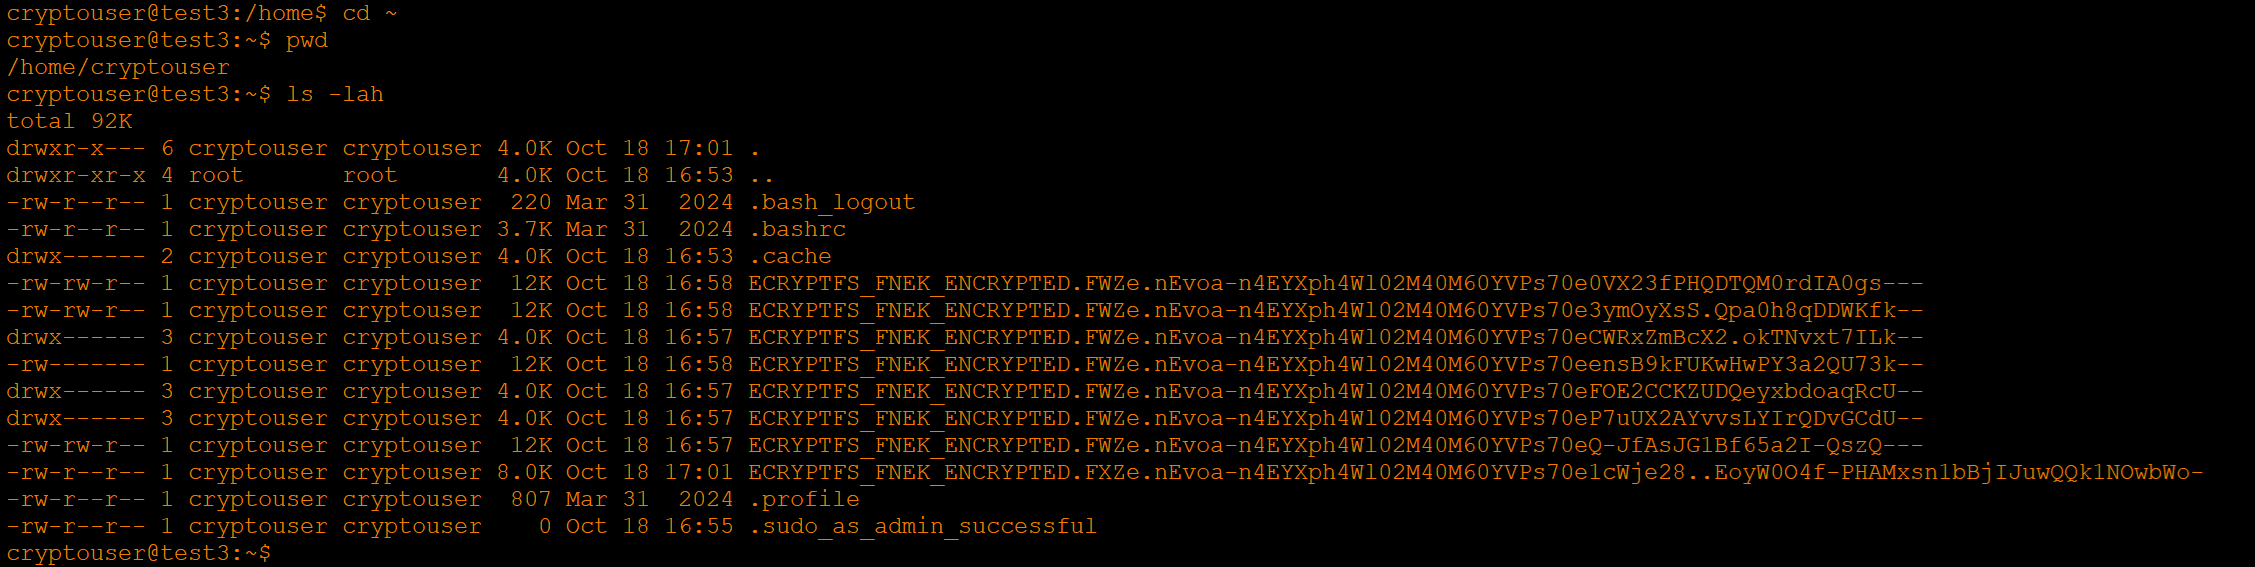 cryptouser@test3:/home$ cd ~
cryptouser@test3:~$ pwd
/home/cryptouser
cryptouser@test3:~$ ls -lah
total 92K
drwxr-x--- 6 cryptouser cryptouser 4.0K Oct 18 17:01 .
drwxr-xr-x 4 root       root       4.0K Oct 18 16:53 ..
-rw-r--r-- 1 cryptouser cryptouser  220 Mar 31  2024 .bash_logout
-rw-r--r-- 1 cryptouser cryptouser 3.7K Mar 31  2024 .bashrc
drwx------ 2 cryptouser cryptouser 4.0K Oct 18 16:53 .cache
-rw-rw-r-- 1 cryptouser cryptouser  12K Oct 18 16:58 ECRYPTFS_FNEK_ENCRYPTED.FWZe.nEvoa-n4EYXph4Wl02M40M60YVPs70e0VX23fPHQDTQM0rdIA0gs---
-rw-rw-r-- 1 cryptouser cryptouser  12K Oct 18 16:58 ECRYPTFS_FNEK_ENCRYPTED.FWZe.nEvoa-n4EYXph4Wl02M40M60YVPs70e3ymOyXsS.Qpa0h8qDDWKfk--
drwx------ 3 cryptouser cryptouser 4.0K Oct 18 16:57 ECRYPTFS_FNEK_ENCRYPTED.FWZe.nEvoa-n4EYXph4Wl02M40M60YVPs70eCWRxZmBcX2.okTNvxt7ILk--
-rw------- 1 cryptouser cryptouser  12K Oct 18 16:58 ECRYPTFS_FNEK_ENCRYPTED.FWZe.nEvoa-n4EYXph4Wl02M40M60YVPs70eensB9kFUKwHwPY3a2QU73k--
drwx------ 3 cryptouser cryptouser 4.0K Oct 18 16:57 ECRYPTFS_FNEK_ENCRYPTED.FWZe.nEvoa-n4EYXph4Wl02M40M60YVPs70eFOE2CCKZUDQeyxbdoaqRcU--
drwx------ 3 cryptouser cryptouser 4.0K Oct 18 16:57 ECRYPTFS_FNEK_ENCRYPTED.FWZe.nEvoa-n4EYXph4Wl02M40M60YVPs70eP7uUX2AYvvsLYIrQDvGCdU--
-rw-rw-r-- 1 cryptouser cryptouser  12K Oct 18 16:57 ECRYPTFS_FNEK_ENCRYPTED.FWZe.nEvoa-n4EYXph4Wl02M40M60YVPs70eQ-JfAsJG1Bf65a2I-QszQ---
-rw-r--r-- 1 cryptouser cryptouser 8.0K Oct 18 17:01 ECRYPTFS_FNEK_ENCRYPTED.FXZe.nEvoa-n4EYXph4Wl02M40M60YVPs70e1cWje28..EoyW0O4f-PHAMxsn1bBjIJuwQQk1NOwbWo-
-rw-r--r-- 1 cryptouser cryptouser  807 Mar 31  2024 .profile
-rw-r--r-- 1 cryptouser cryptouser    0 Oct 18 16:55 .sudo_as_admin_successful
cryptouser@test3:~$